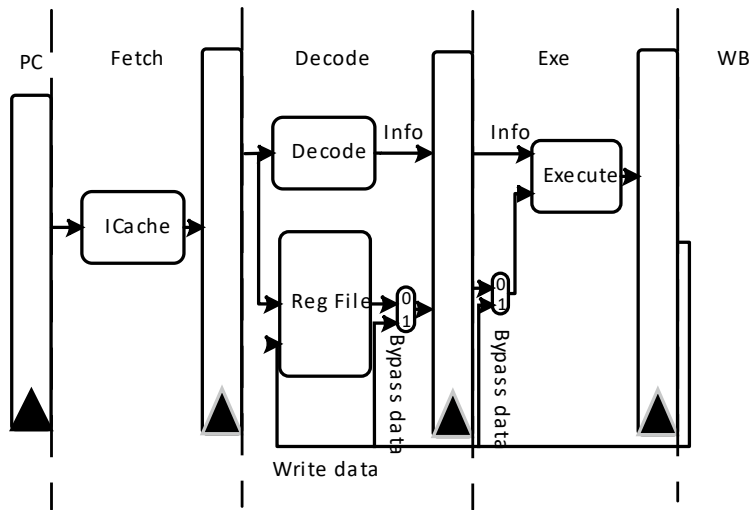 PC
Fetch
Decode
Exe
WB
Info
Info
Decode
Execute
ICache
Reg File
0
1
0
1
Bypass data
Bypass data
Write data